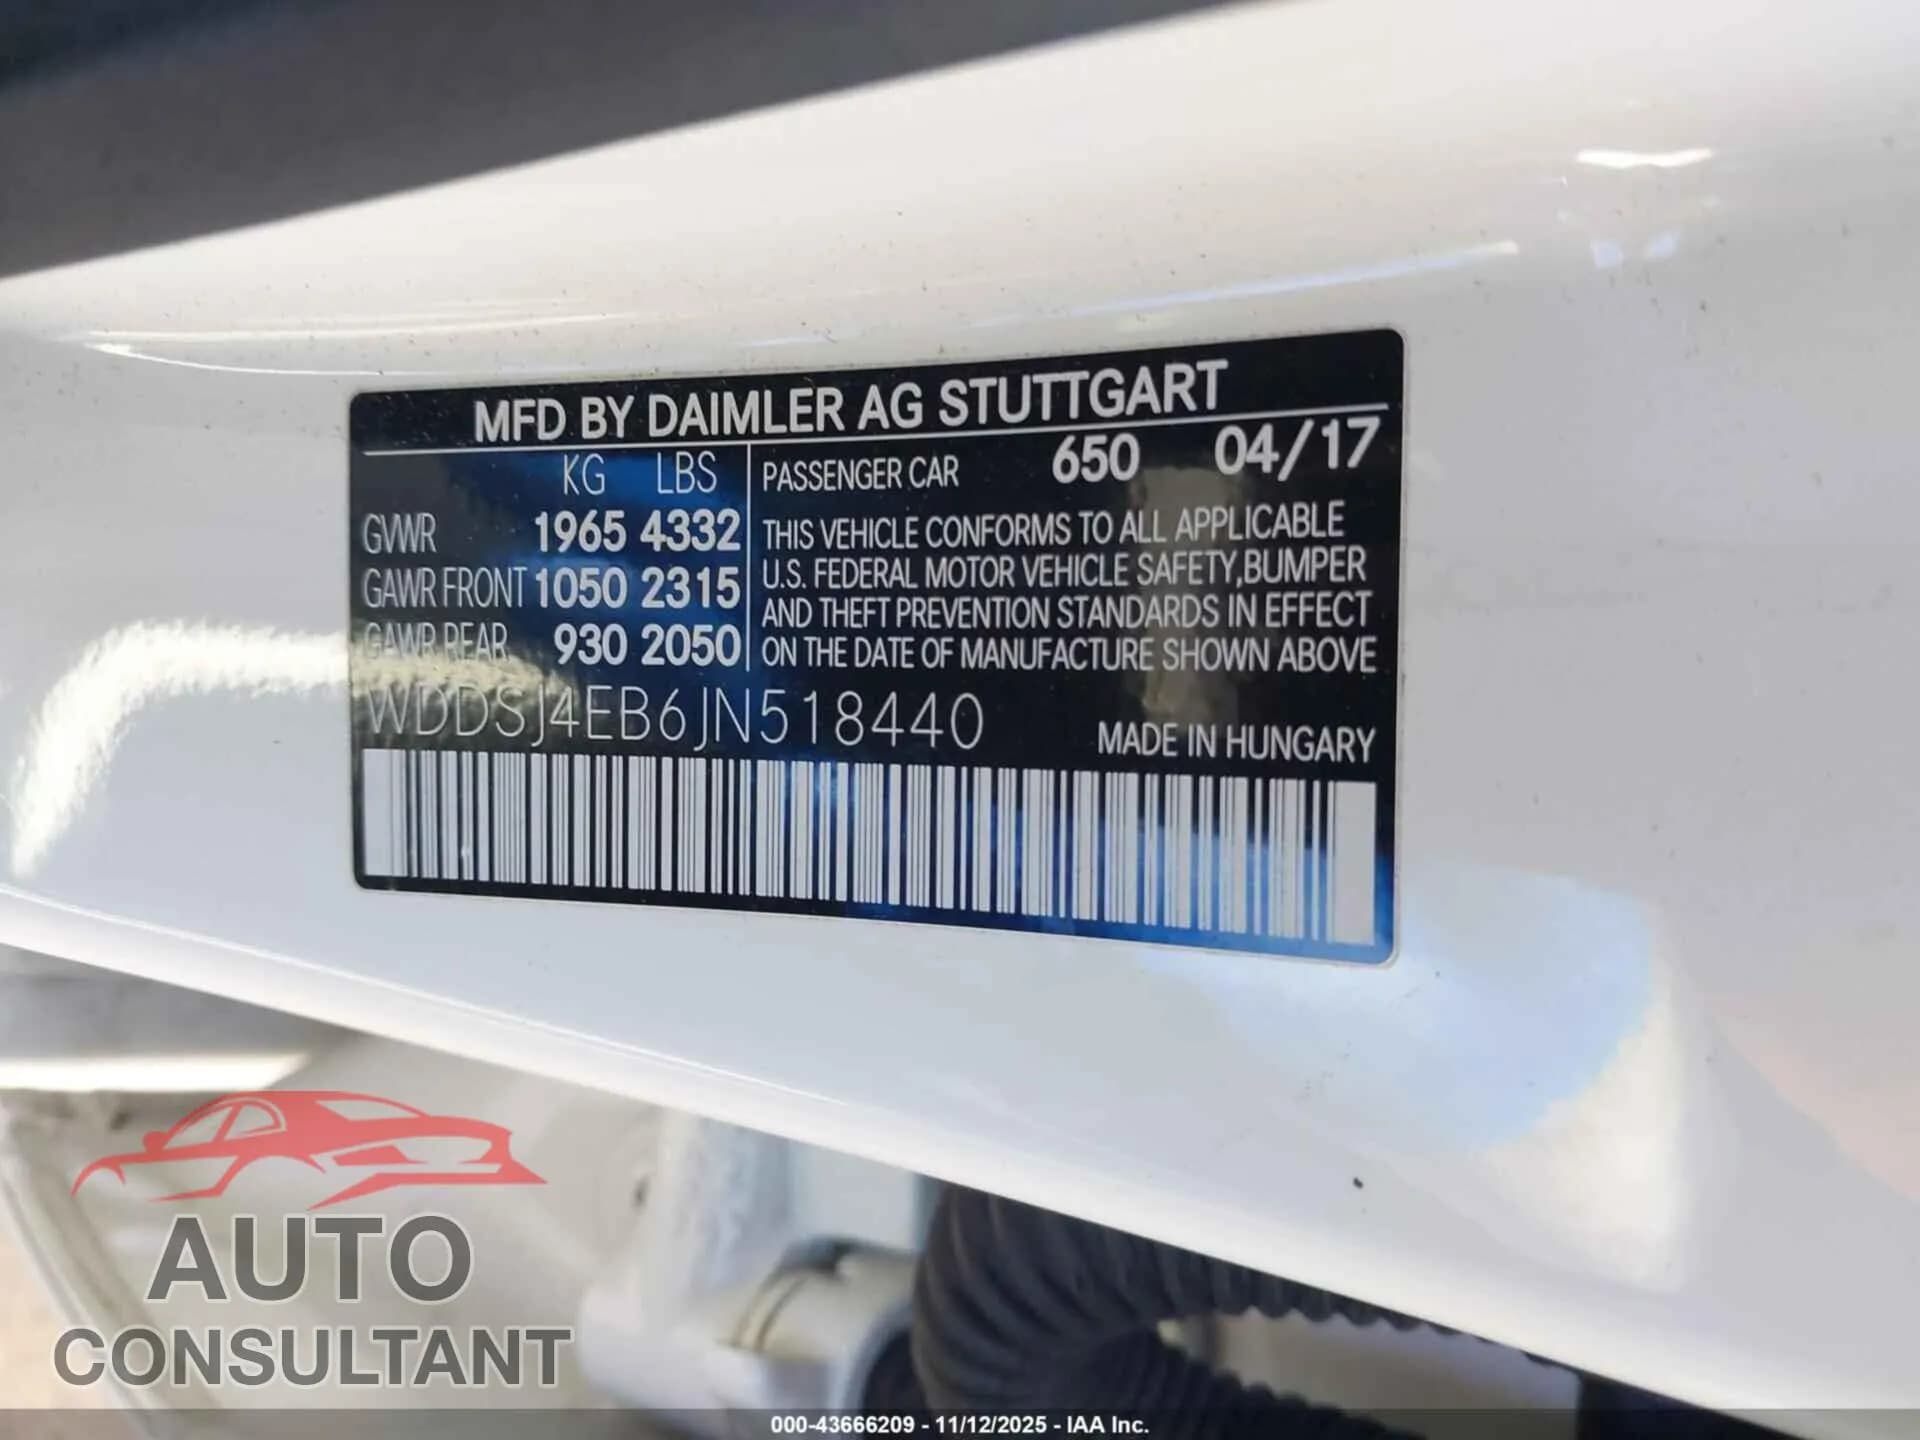 MFD BY DAIMLER AG STUTTGART
KG LBS
GVWR 1965 4332
GAWR FRONT 1050 2315
GAWR REAR 930 2050
PASSENGER CAR 650 04/17
THIS VEHICLE CONFORMS TO ALL APPLICABLE
U.S. FEDERAL MOTOR VEHICLE SAFETY,BUMPER
AND THEFT PREVENTION STANDARDS IN EFFECT
ON THE DATE OF MANUFACTURE SHOWN ABOVE
WDDSJ4EB6JN518440
MADE IN HUNGARY
AUTO
CONSULTANT
000-43666209 - 11/12/2025 - IAA Inc.